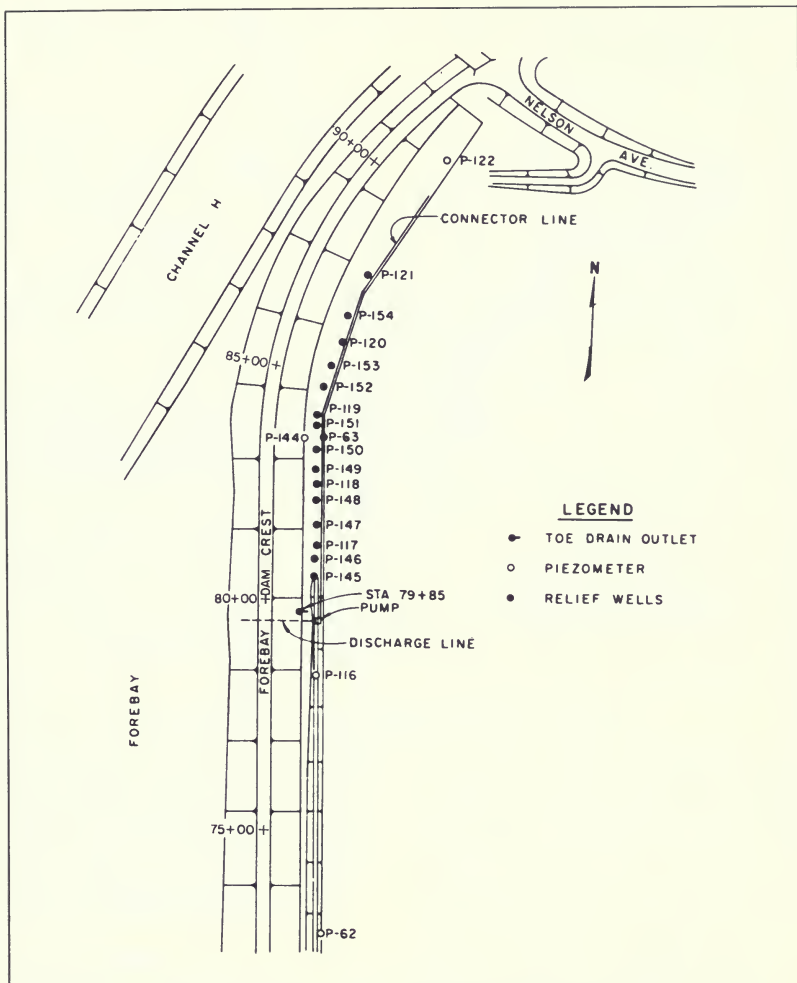 NELSON AVE.
90+00
P-122
CONNECTOR LINE
CHANNEL H
P-121
N
P-154
P-120
85+00
P-153
P-152
P-119
P-151
P-144
P-63
P-150
P-149
P-118
P-148
LEGEND
TOE DRAIN OUTLET
PIEZOMETER
RELIEF WELLS
P-147
P-117
P-146
P-145
80+00
STA 79+85
PUMP
DISCHARGE LINE
FOREBAY DAM CREST
P-116
FOREBAY
75+00
P-62